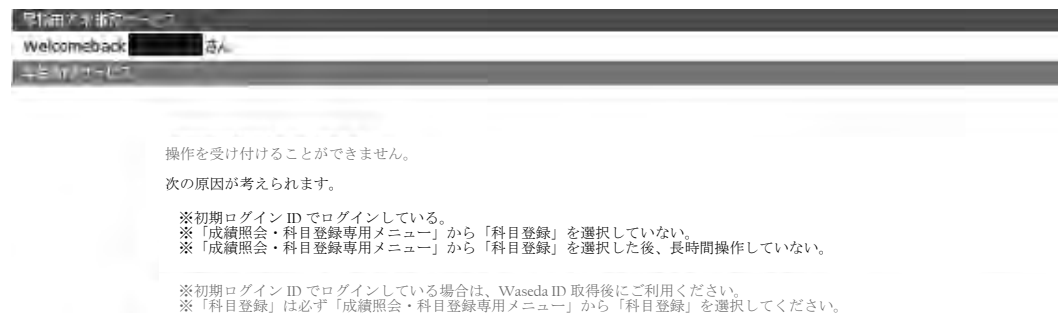 Welcomeback さん
操作を受け付けることができません。
次の原因が考えられます。
※初期ログイン ID でログインしている。
※「成績照会・科目登録専用メニュー」から「科目登録」を選択していない。
※「成績照会・科目登録専用メニュー」から「科目登録」を選択した後、長時間操作していない。
※初期ログイン ID でログインしている場合は、Waseda ID 取得後にご利用ください。
※「科目登録」は必ず「成績照会・科目登録専用メニュー」から「科目登録」を選択してください。